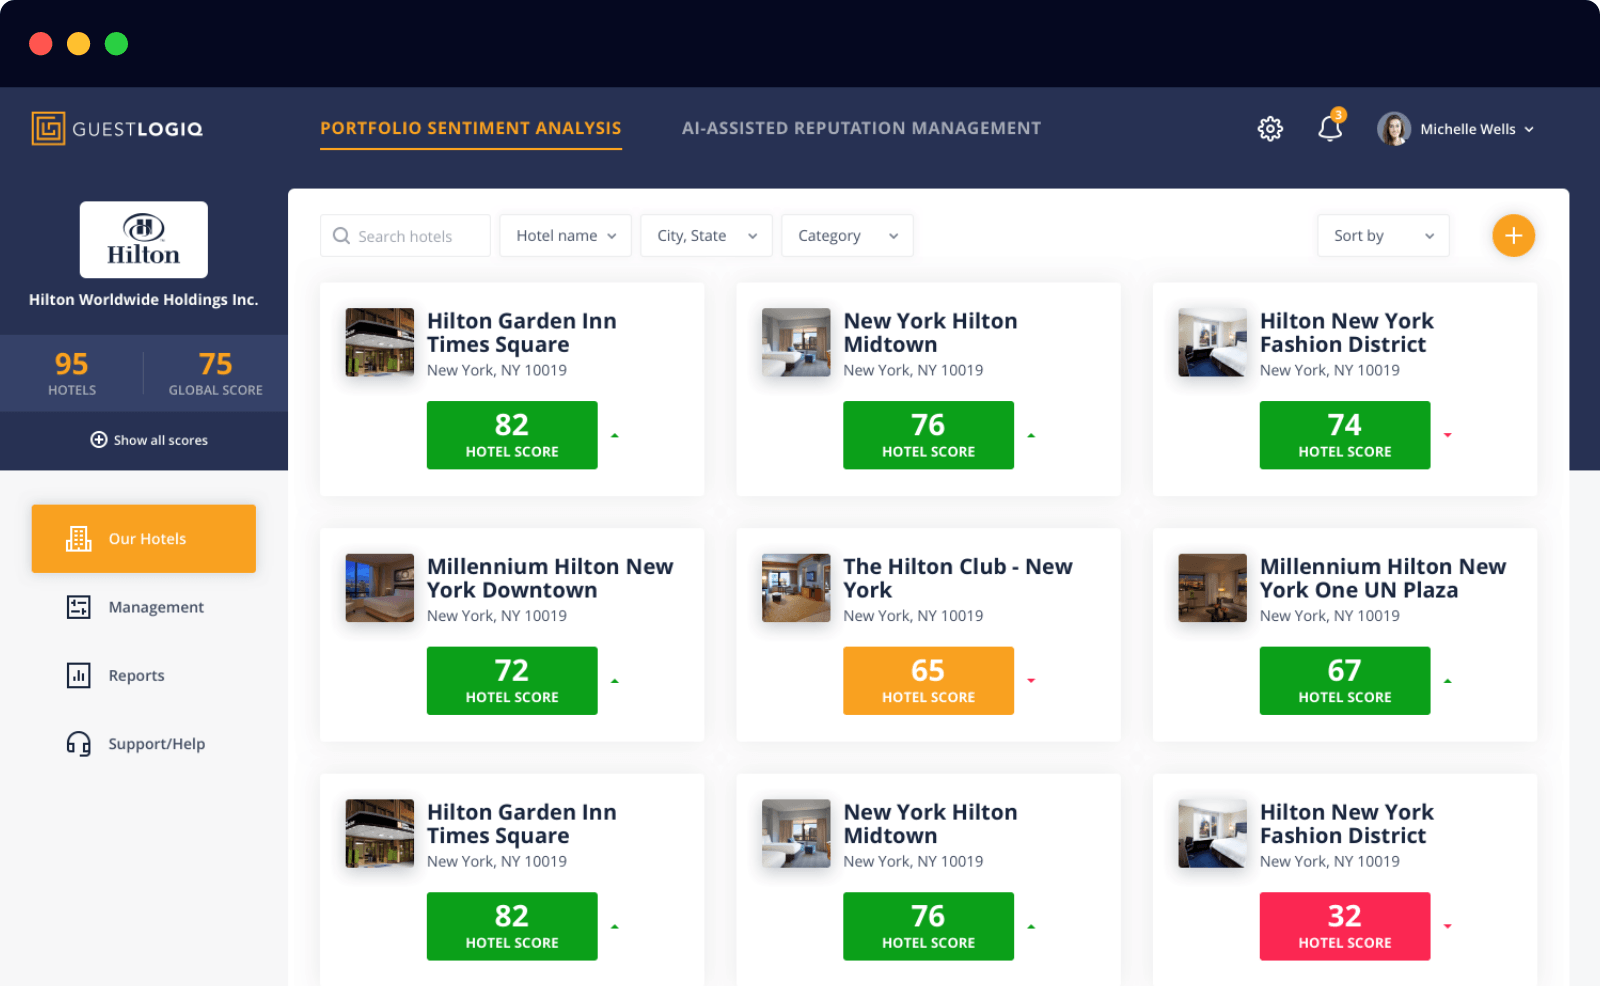 GUESTLOGIQ
PORTFOLIO SENTIMENT ANALYSIS
AI-ASSISTED REPUTATION MANAGEMENT
3
Michelle Wells
Hilton
Hilton Worldwide Holdings Inc.
95
HOTELS
75
GLOBAL SCORE
Show all scores
Our Hotels
Management
Reports
Support/Help
Search hotels
Hotel name
City, State
Category
Sort by
Hilton Garden Inn
Times Square
New York, NY 10019
82
HOTEL SCORE
New York Hilton
Midtown
New York, NY 10019
76
HOTEL SCORE
Hilton New York
Fashion District
New York, NY 10019
74
HOTEL SCORE
Millennium Hilton New
York Downtown
New York, NY 10019
72
HOTEL SCORE
The Hilton Club - New
York
New York, NY 10019
65
HOTEL SCORE
Millennium Hilton New
York One UN Plaza
New York, NY 10019
67
HOTEL SCORE
Hilton Garden Inn
Times Square
New York, NY 10019
82
HOTEL SCORE
New York Hilton
Midtown
New York, NY 10019
76
HOTEL SCORE
Hilton New York
Fashion District
New York, NY 10019
32
HOTEL SCORE